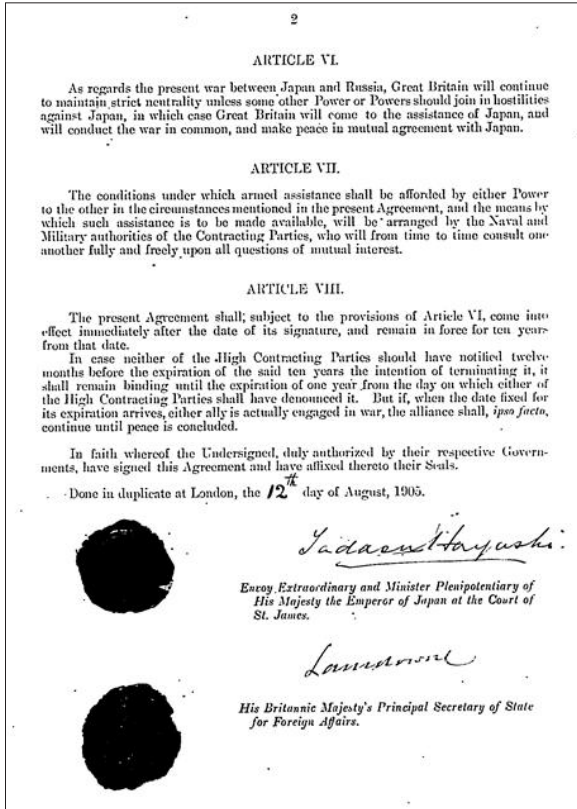 2
ARTICLE VI.
As regards the present war between Japan and Russia, Great Britain will continue
to maintain strict neutrality unless some other Power or Powers should join in hostilities
against Japan, in which case Great Britain will come to the assistance of Japan, and
will conduct the war in common, and make peace in mutual agreement with Japan.
ARTICLE VII.
The conditions under which armed assistance shall be afforded by either Power
to the other in the circumstances mentioned in the present Agreement, and the means by
which such assistance is to be made available, will be arranged by the Naval and
Military authorities of the Contracting Parties, who will from time to time consult one
another fully and freely upon all questions of mutual interest.
ARTICLE VIII.
The present Agreement shall, subject to the provisions of Article VI, come into
effect immediately after the date of its signature, and remain in force for ten years
from that date.
In case neither of the High Contracting Parties should have notified twelve
months before the expiration of the said ten years the intention of terminating it, it
shall remain binding until the expiration of one year from the day on which either of
the High Contracting Parties shall have denounced it. But if, when the date fixed for
its expiration arrives, either ally is actually engaged in war, the alliance shall, ipso facto,
continue until peace is concluded.
In faith whereof the Undersigned, duly authorized by their respective Govern-
ments, have signed this Agreement and have affixed thereto their Seals.
Done in duplicate at London, the 12th day of August, 1905.
Tadasu Hayashi.
Envoy Extraordinary and Minister Plenipotentiary of
His Majesty the Emperor of Japan at the Court of
St. James.
Lansdowne
His Britannic Majesty's Principal Secretary of State
for Foreign Affairs.